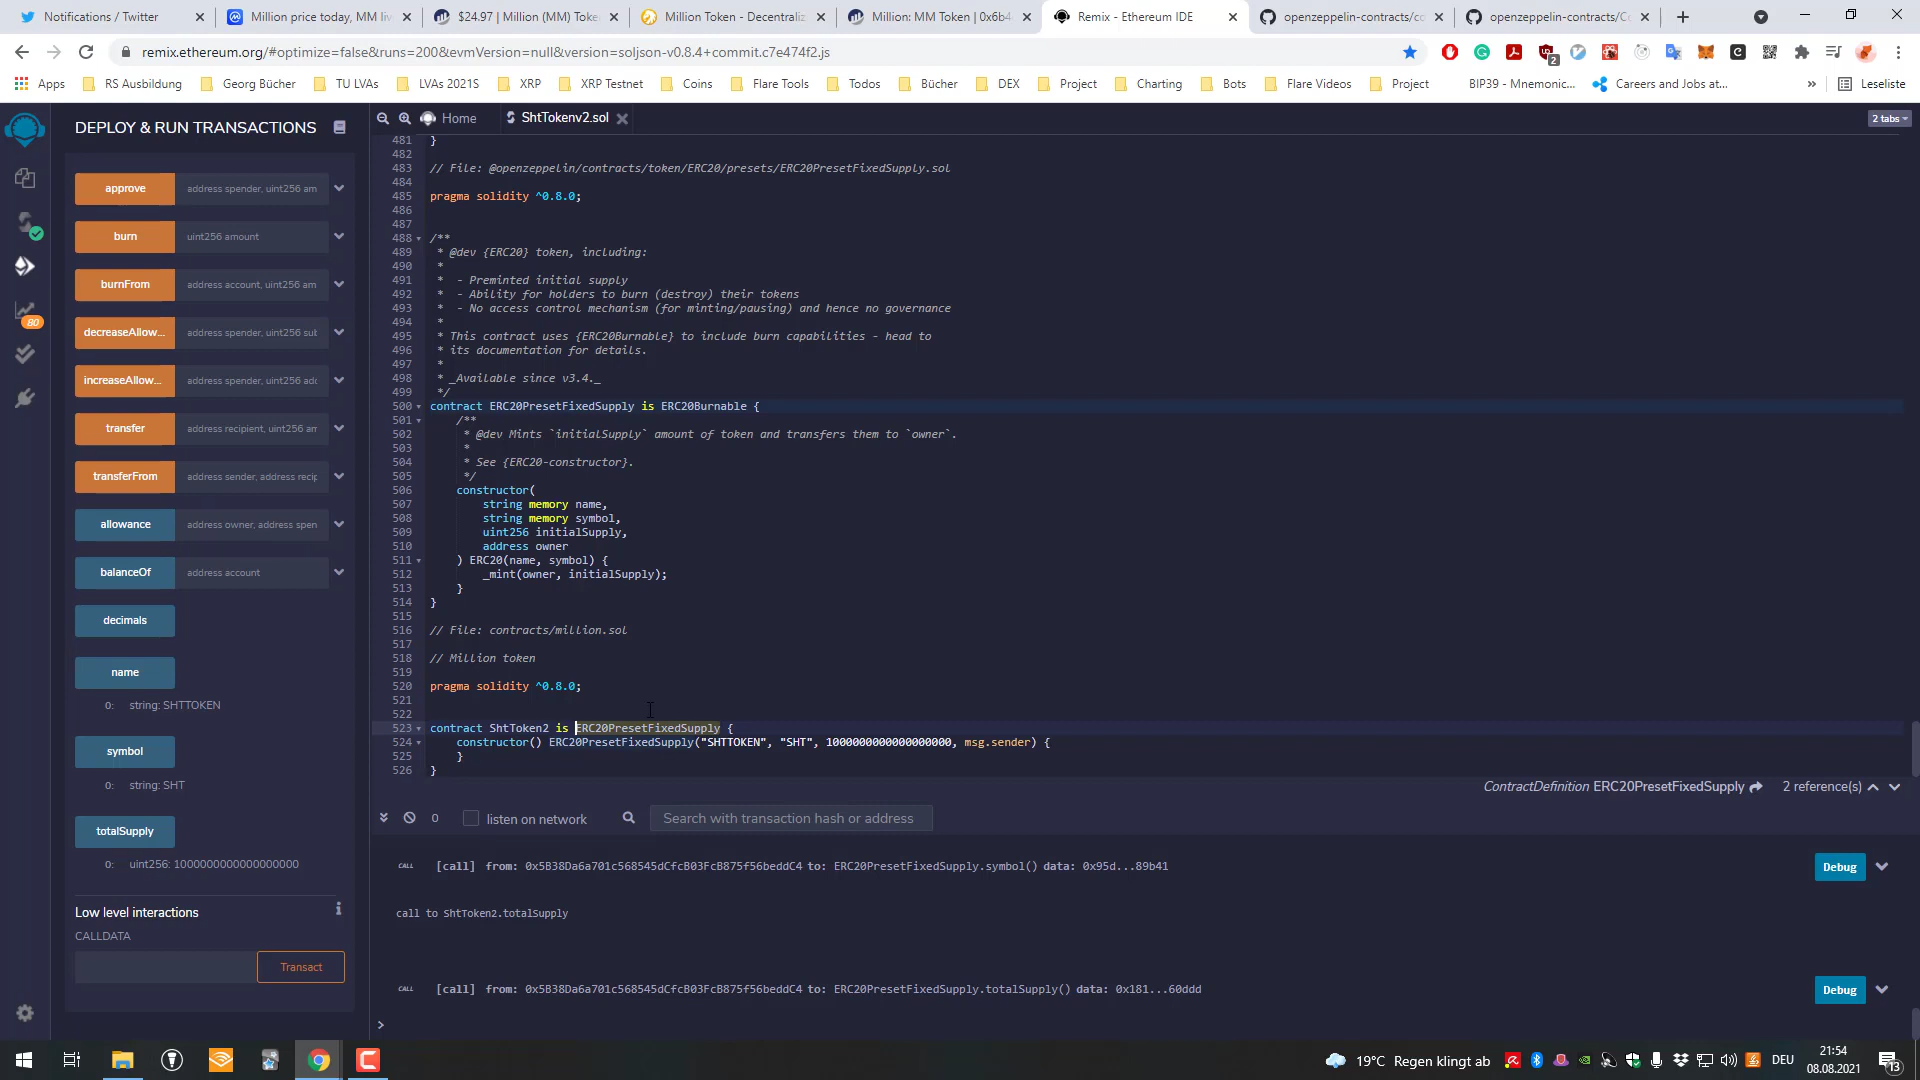 Notifications / Twitter
Million price today, MM live
$24.97 | Million (MM) Toke
Million Token - Decentraliz
Million: MM Token | 0x6b4
Remix - Ethereum IDE
openzeppelin-contracts/co
openzeppelin-contracts/Ce
remix.ethereum.org/#optimize=false&runs=200&evmVersion=null&version=soljson-v0.8.4+commit.c7e474f2.js
2
Apps
RS Ausbildung
Georg Bücher
TU LVAs
LVAs 2021S
XRP
XRP Testnet
Coins
Flare Tools
Todos
Bücher
DEX
Project
Charting
Bots
Flare Videos
Project
BIP39 - Mnemonic...
Careers and Jobs at...
»
Leseliste
DEPLOY & RUN TRANSACTIONS
Home
ShtTokenv2.sol
2 tabs
80
approve
address spender, uint256 am
burn
uint256 amount
burnFrom
address account, uint256 am
decreaseAllow...
address spender, uint256 sub
increaseAllow...
address spender, uint256 add
transfer
address recipient, uint256 am
transferFrom
address sender, address recip
allowance
address owner, address spen
balanceOf
address account
decimals
name
0: string: SHTTOKEN
symbol
0: string: SHT
totalSupply
0: uint256: 1000000000000000000
Low level interactions
CALLDATA
Transact
481 }
482
483 // File: @openzeppelin/contracts/token/ERC20/presets/ERC20PresetFixedSupply.sol
484
485 pragma solidity ^0.8.0;
486
487
488 /**
489 * @dev {ERC20} token, including:
490 *
491 * - Preminted initial supply
492 * - Ability for holders to burn (destroy) their tokens
493 * - No access control mechanism (for minting/pausing) and hence no governance
494 *
495 * This contract uses {ERC20Burnable} to include burn capabilities - head to
496 * its documentation for details.
497 *
498 * _Available since v3.4._
499 */
500 contract ERC20PresetFixedSupply is ERC20Burnable {
501 /**
502 * @dev Mints `initialSupply` amount of token and transfers them to `owner`.
503 *
504 * See {ERC20-constructor}.
505 */
506 constructor(
507 string memory name,
508 string memory symbol,
509 uint256 initialSupply,
510 address owner
511 ) ERC20(name, symbol) {
512 _mint(owner, initialSupply);
513 }
514 }
515
516 // File: contracts/million.sol
517
518 // Million token
519
520 pragma solidity ^0.8.0;
521
522
523 contract ShtToken2 is ERC20PresetFixedSupply {
524 constructor() ERC20PresetFixedSupply("SHTTOKEN", "SHT", 1000000000000000000, msg.sender) {
525 }
526 }
ContractDefinition ERC20PresetFixedSupply
2 reference(s)
0
listen on network
Search with transaction hash or address
CALL [call] from: 0x5B38Da6a701c568545dCfcB03FcB875f56beddC4 to: ERC20PresetFixedSupply.symbol() data: 0x95d...89b41
Debug
call to ShtToken2.totalSupply
CALL [call] from: 0x5B38Da6a701c568545dCfcB03FcB875f56beddC4 to: ERC20PresetFixedSupply.totalSupply() data: 0x181...60ddd
Debug
>
19°C Regen klingt ab
DEU
21:54
08.08.2021
13